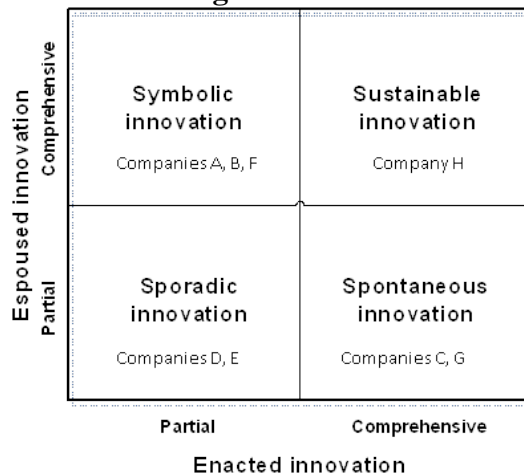 Symbolic
innovation
Companies A, B, F
Sustainable
innovation
Company H
Sporadic
innovation
Companies D, E
Spontaneous
innovation
Companies C, G
Espoused innovation
Comprehensive
Partial
Partial
Comprehensive
Enacted innovation